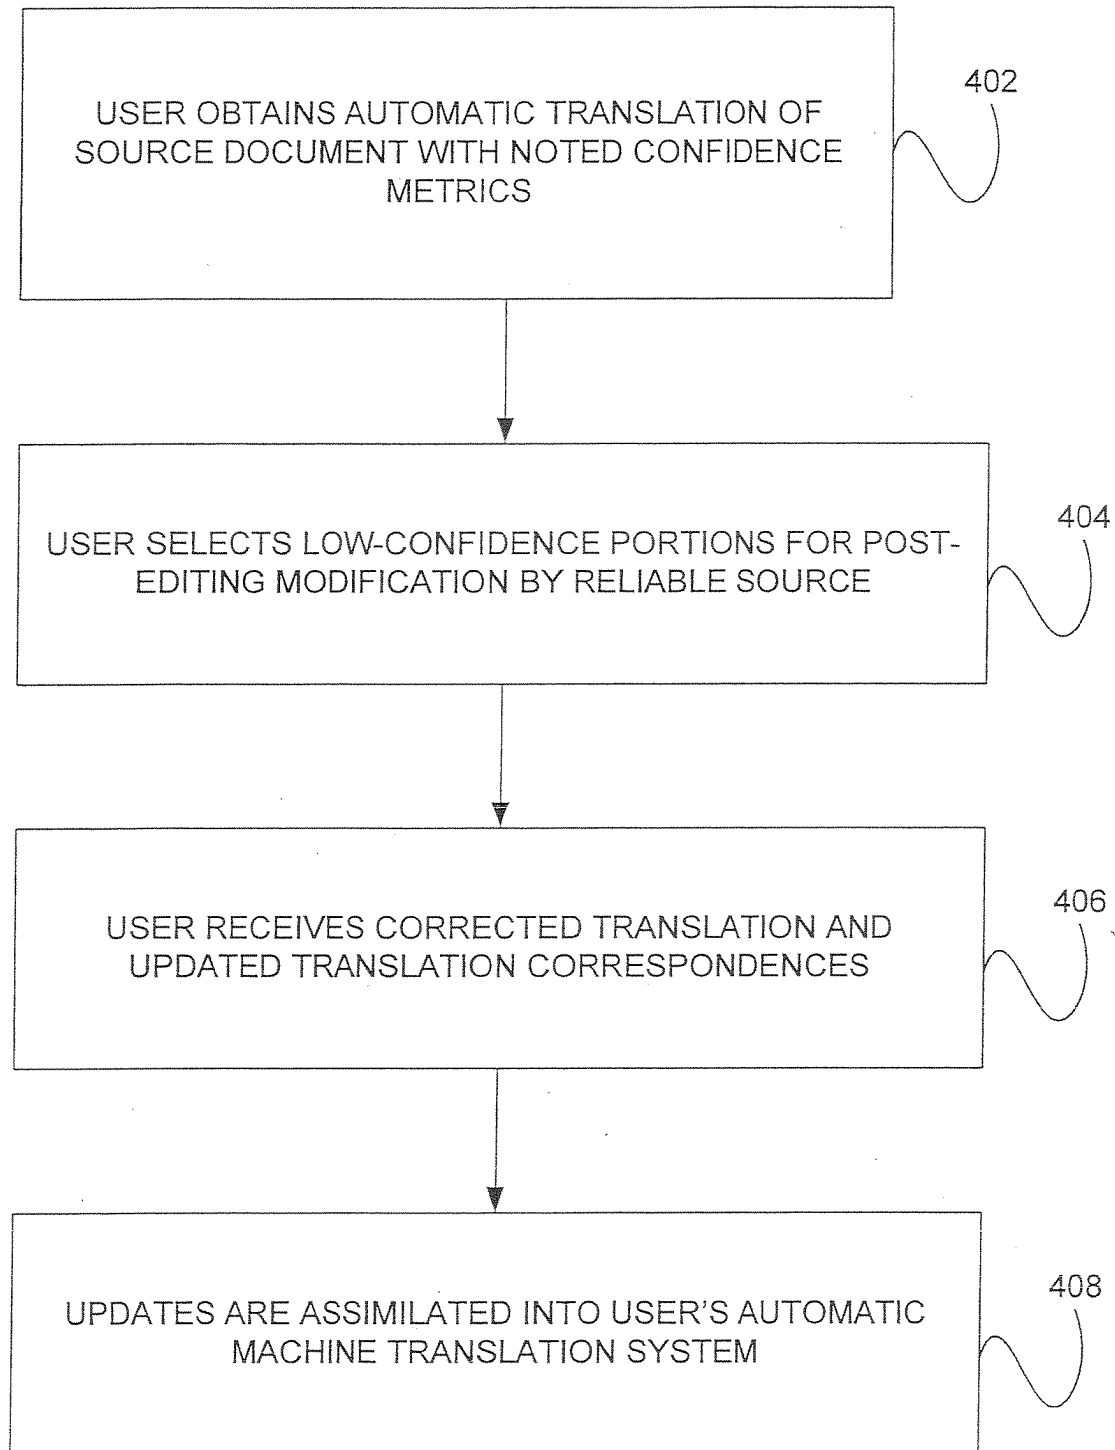 402
USER OBTAINS AUTOMATIC TRANSLATION OF
SOURCE DOCUMENT WITH NOTED CONFIDENCE
METRICS
404
USER SELECTS LOW-CONFIDENCE PORTIONS FOR POST-
EDITING MODIFICATION BY RELIABLE SOURCE
406
USER RECEIVES CORRECTED TRANSLATION AND
UPDATED TRANSLATION CORRESPONDENCES
408
UPDATES ARE ASSIMILATED INTO USER'S AUTOMATIC
MACHINE TRANSLATION SYSTEM